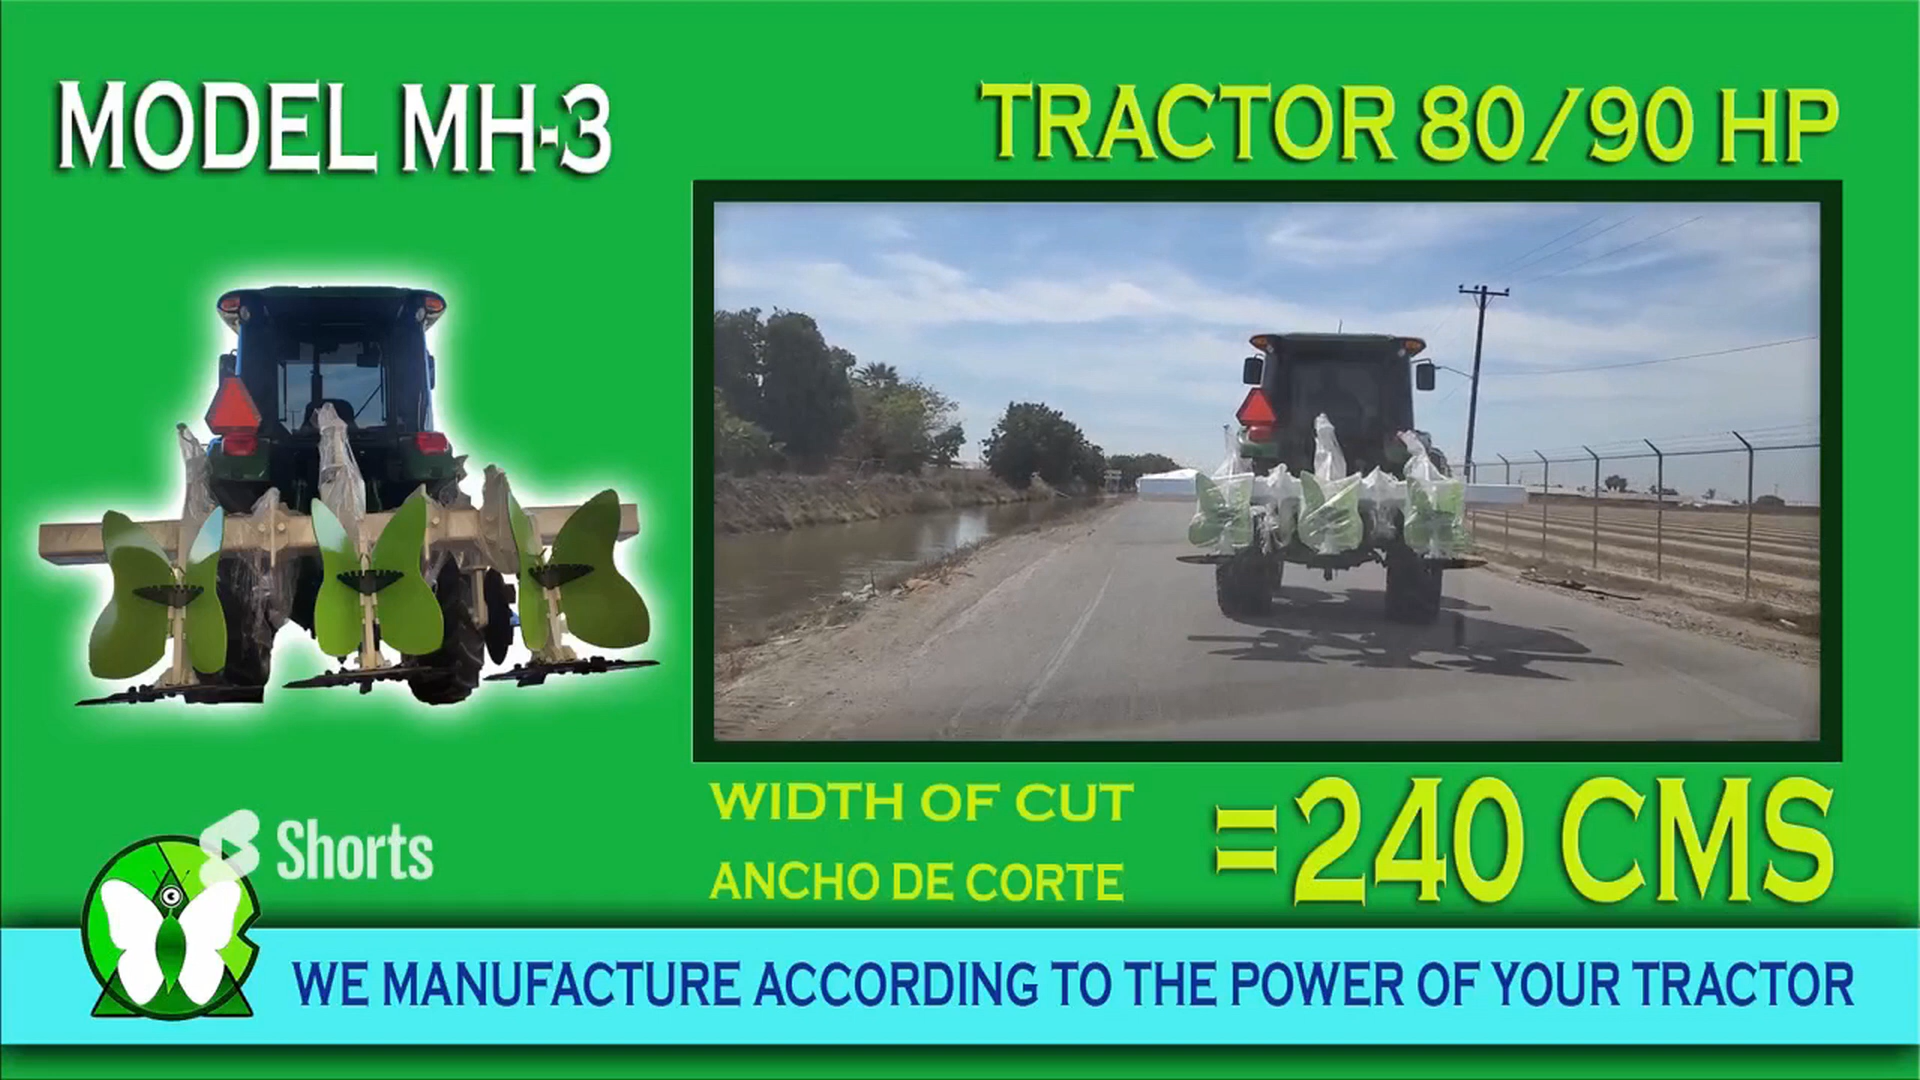 MODEL MH-3
TRACTOR 80/90 HP
WIDTH OF CUT
ANCHO DE CORTE
=240 CMS
Shorts
WE MANUFACTURE ACCORDING TO THE POWER OF YOUR TRACTOR